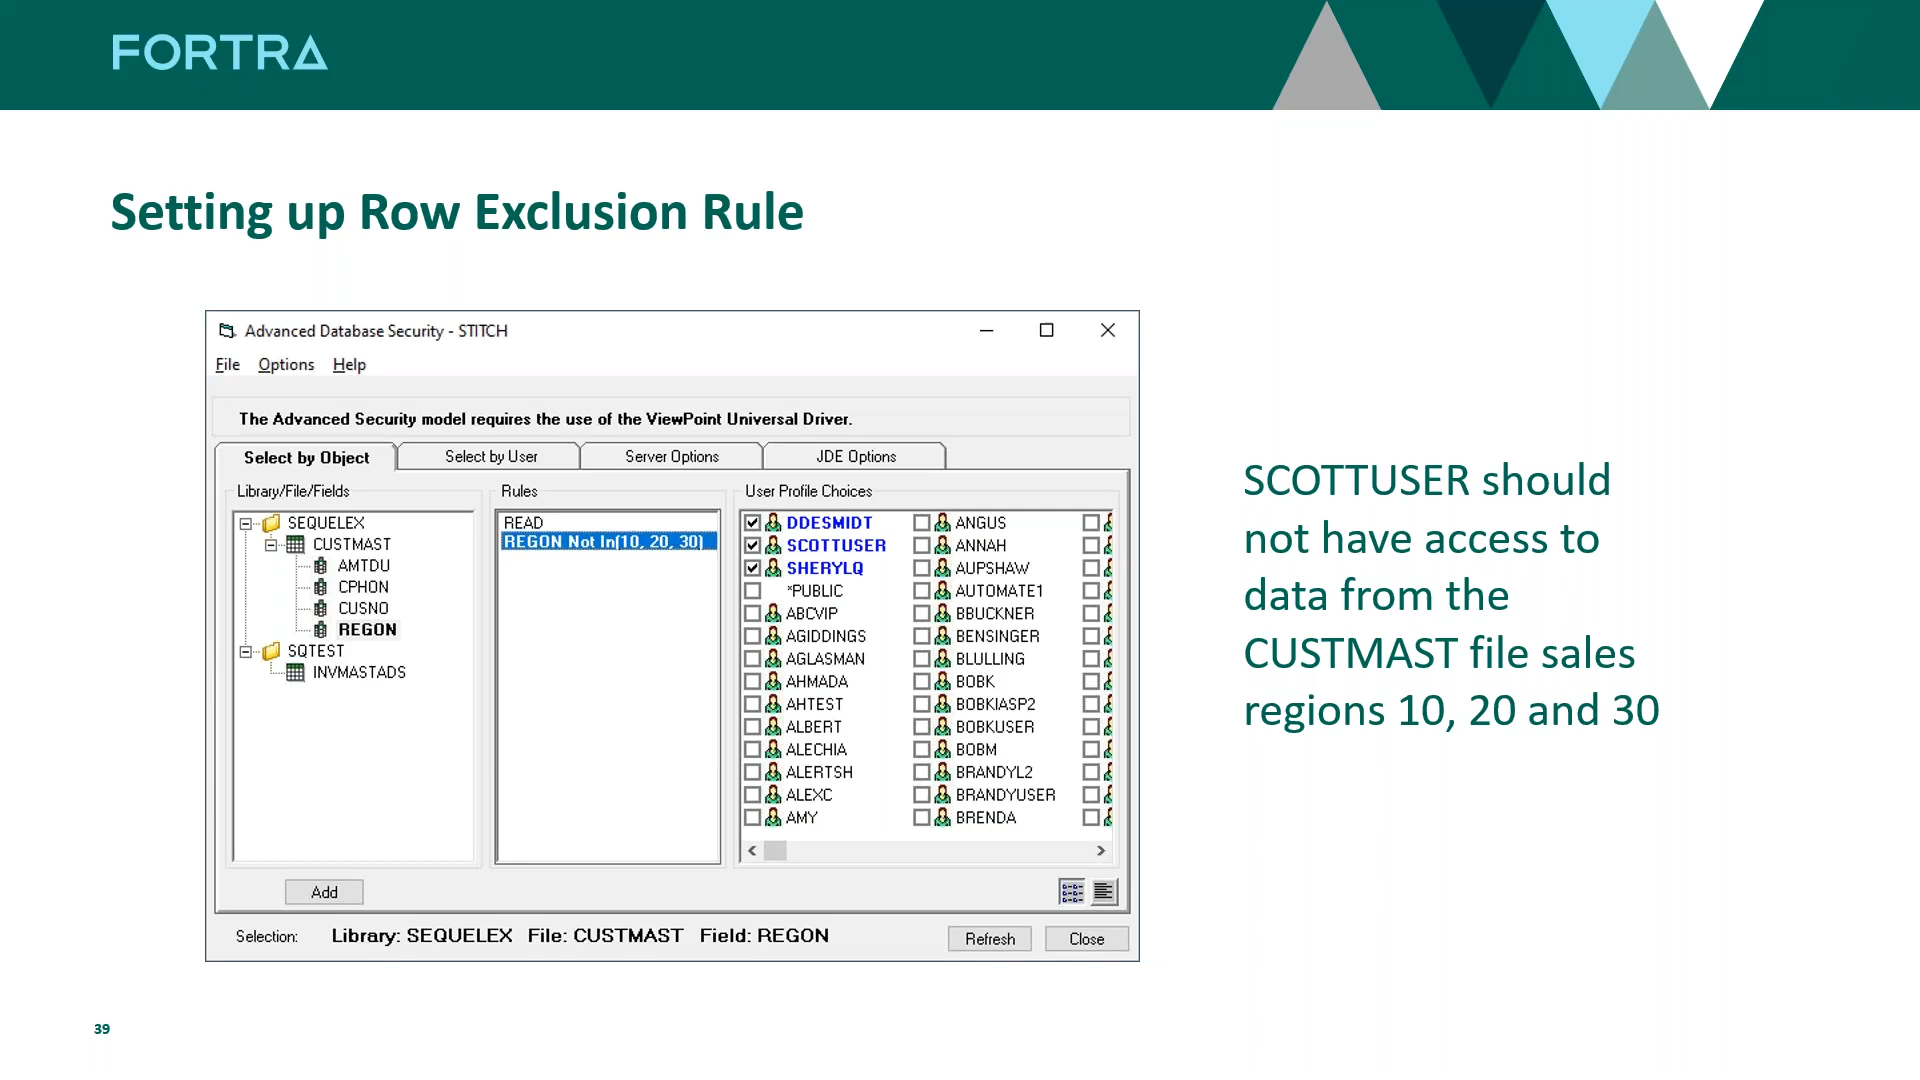 FORTRA
Setting up Row Exclusion Rule
Advanced Database Security - STITCH
File Options Help
The Advanced Security model requires the use of the ViewPoint Universal Driver.
Select by Object Select by User Server Options JDE Options
Library/File/Fields
SEQUELEX
CUSTMAST
AMTDU
CPHON
CUSNO
REGON
SQTEST
INVMASTADS
Rules
READ
REGON Not In(10, 20, 30)
User Profile Choices
DDESMIDT
SCOTTUSER
SHERYLQ
*PUBLIC
ABCVIP
AGIDDINGS
AGLASMAN
AHMADA
AHTEST
ALBERT
ALECHIA
ALERTSH
ALEXC
AMY
ANGUS
ANNAH
AUPSHAW
AUTOMATE1
BBUCKNER
BENSINGER
BLULLING
BOBK
BOBKIASP2
BOBKUSER
BOBM
BRANDYL2
BRANDYUSER
BRENDA
Add
Selection: Library: SEQUELEX File: CUSTMAST Field: REGON
Refresh Close
SCOTTUSER should
not have access to
data from the
CUSTMAST file sales
regions 10, 20 and 30
39